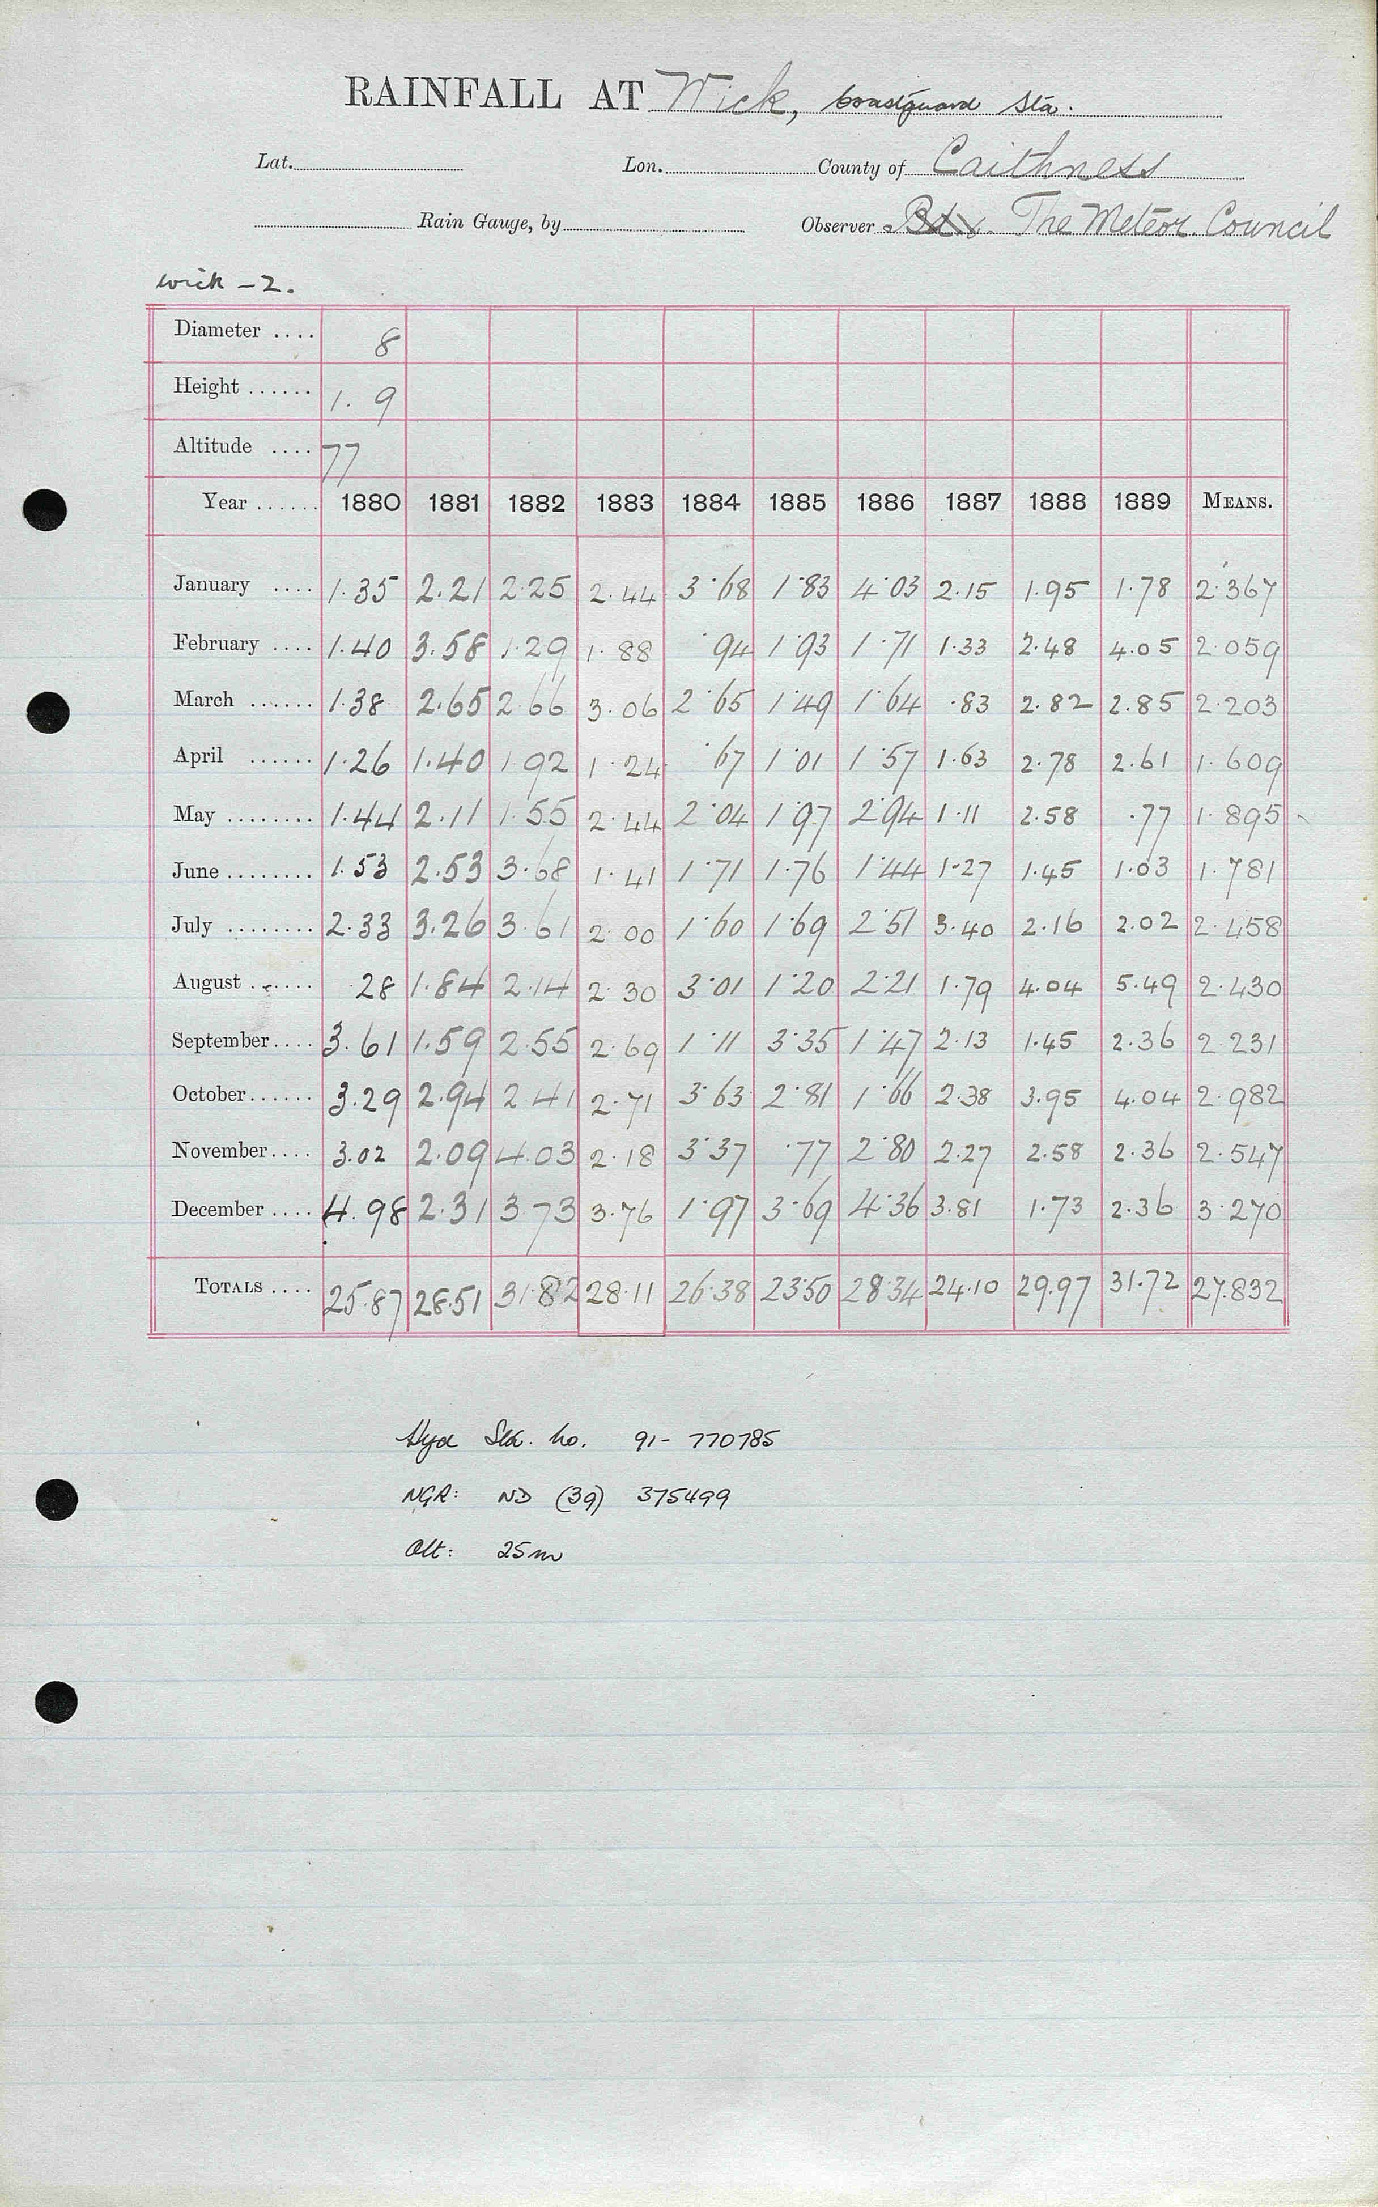 RAINFALL AT Wick, Coastguard Sta.
Lat. Lon. County of Caithness
Rain Gauge, by Observer The Meteor. Council
Wick - 2.
Diameter .... 8
Height ...... 1. 9
Altitude .... 77
Year ...... 1880 1881 1882 1883 1884 1885 1886 1887 1888 1889 MEANS.
January .... 1.35 2.21 2.25 2.44 3.68 1.83 4.03 2.15 1.95 1.78 2.367
February .... 1.40 3.58 1.29 1.88 .94 1.93 1.71 1.33 2.48 4.05 2.059
March ...... 1.38 2.65 2.66 3.06 2.65 1.49 1.64 .83 2.82 2.85 2.203
April ...... 1.26 1.40 1.92 1.24 .67 1.01 1.57 1.63 2.78 2.61 1.609
May ........ 1.44 2.11 1.55 2.44 2.04 1.97 2.94 1.11 2.58 .77 1.895
June ........ 1.53 2.53 3.68 1.41 1.71 1.76 1.44 1.27 1.45 1.03 1.781
July ........ 2.33 3.26 3.61 2.00 1.60 1.69 2.51 3.40 2.16 2.02 2.458
August ...... .28 1.84 2.14 2.30 3.01 1.20 2.21 1.79 4.04 5.49 2.430
September .... 3.61 1.59 2.55 2.69 1.11 3.35 1.47 2.13 1.45 2.36 2.231
October ...... 3.29 2.94 2.41 2.71 3.63 2.81 1.66 2.38 3.95 4.04 2.982
November .... 3.02 2.09 4.03 2.18 3.37 .77 2.80 2.27 2.58 2.36 2.547
December .... 4.98 2.31 3.73 3.76 1.97 3.69 4.36 3.81 1.73 2.36 3.270
TOTALS .... 25.87 28.51 31.82 28.11 26.38 23.50 28.34 24.10 29.97 31.72 27.832
Hyd Sta. no. 91- 770785
NGR: ND (39) 375499
Alt: 25m